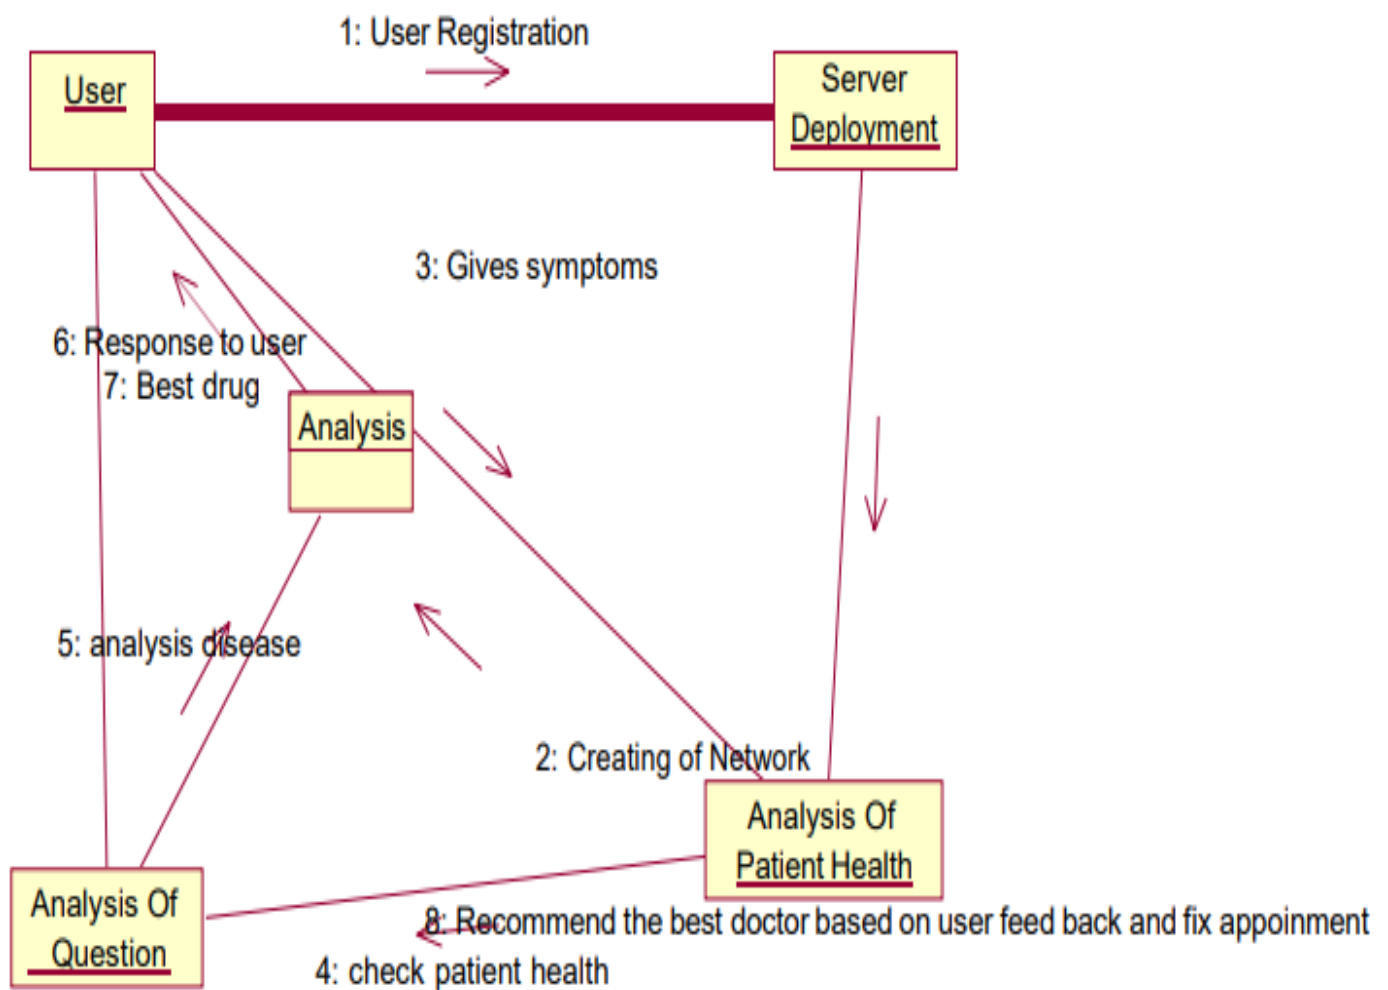 1: User Registration
User
Server
Deployment
3: Gives symptoms
6: Response to user
7: Best drug
Analysis
5: analysis disease
2: Creating of Network
Analysis Of
Patient Health
Analysis Of
Question
8: Recommend the best doctor based on user feed back and fix appoinment
4: check patient health